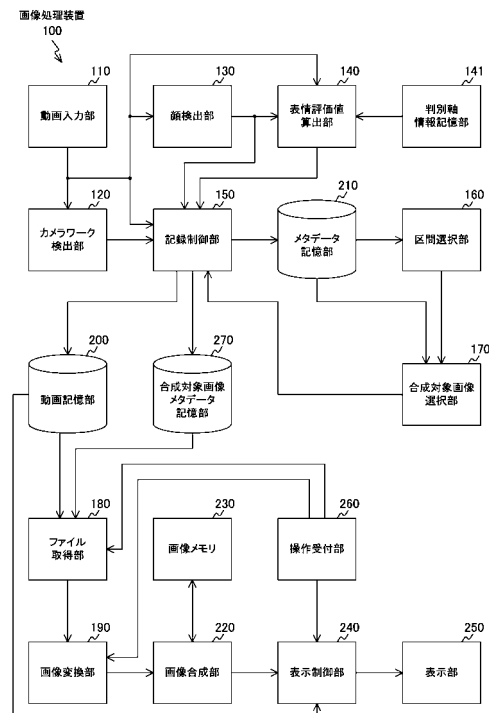 画像処理装置
100
110
動画入力部
130
顔検出部
140
表情評価値
算出部
141
判別軸
情報記憶部
120
カメラワーク
検出部
150
記録制御部
210
メタデータ
記憶部
160
区間選択部
200
動画記憶部
270
合成対象画像
メタデータ
記憶部
170
合成対象画像
選択部
180
ファイル
取得部
230
画像メモリ
260
操作受付部
190
画像変換部
220
画像合成部
240
表示制御部
250
表示部